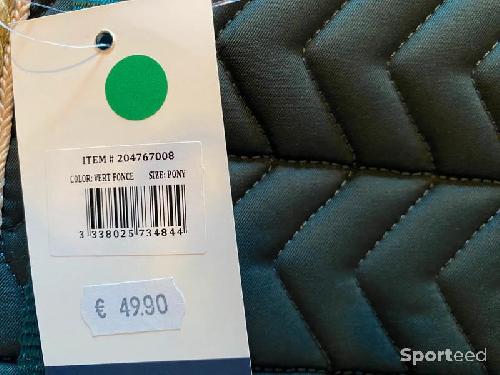 ITEM # 204767008
COLOR: VERT FONCE SIZE: PONY
3 338025 734844
€ 49.90
Sporteed